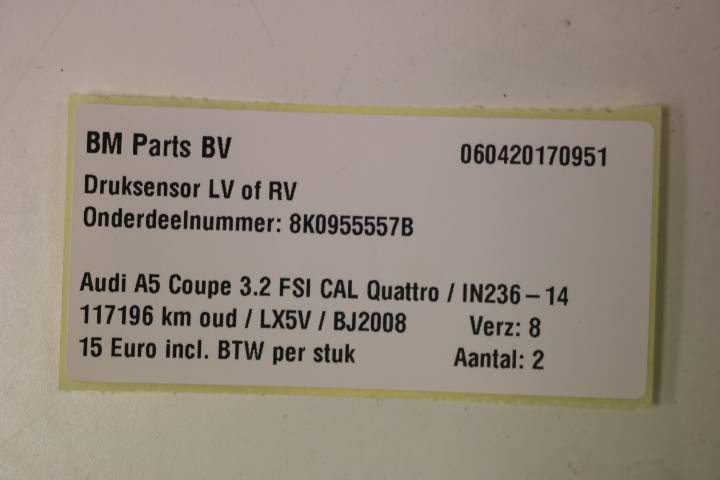 BM Parts BV 060420170951
Druksensor LV of RV
Onderdeelnummer: 8K0955557B
Audi A5 Coupe 3.2 FSI CAL Quattro / IN236-14
117196 km oud / LX5V / BJ2008 Verz: 8
15 Euro incl. BTW per stuk Aantal: 2